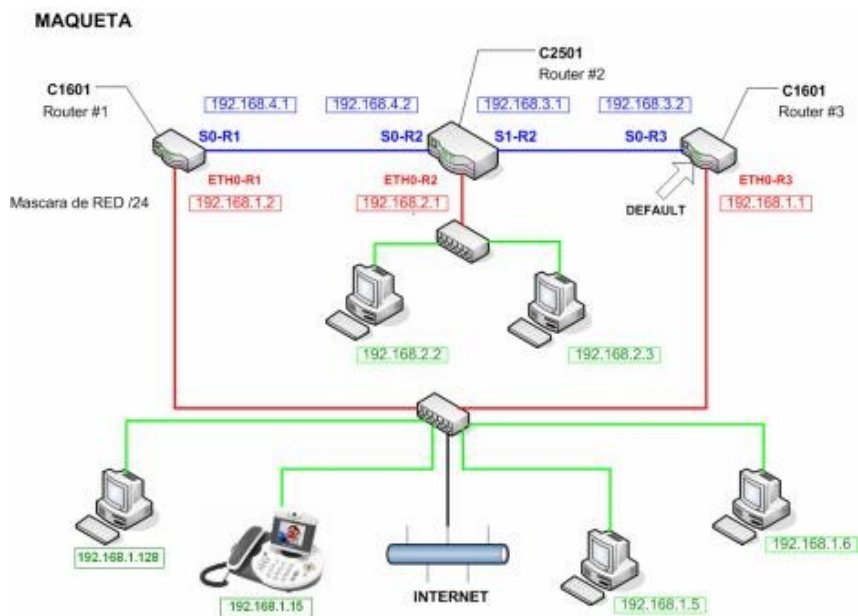 MAQUETA
C2501
Router #2
C1601
Router #1
C1601
Router #3
192.168.4.1
192.168.4.2
192.168.3.1
192.168.3.2
S0-R1
S0-R2
S1-R2
S0-R3
ETH0-R1
ETH0-R2
ETH0-R3
Mascara de RED /24
192.168.1.2
192.168.2.1
DEFAULT
192.168.1.1
192.168.2.2
192.168.2.3
192.168.1.128
192.168.1.15
INTERNET
192.168.1.5
192.168.1.6